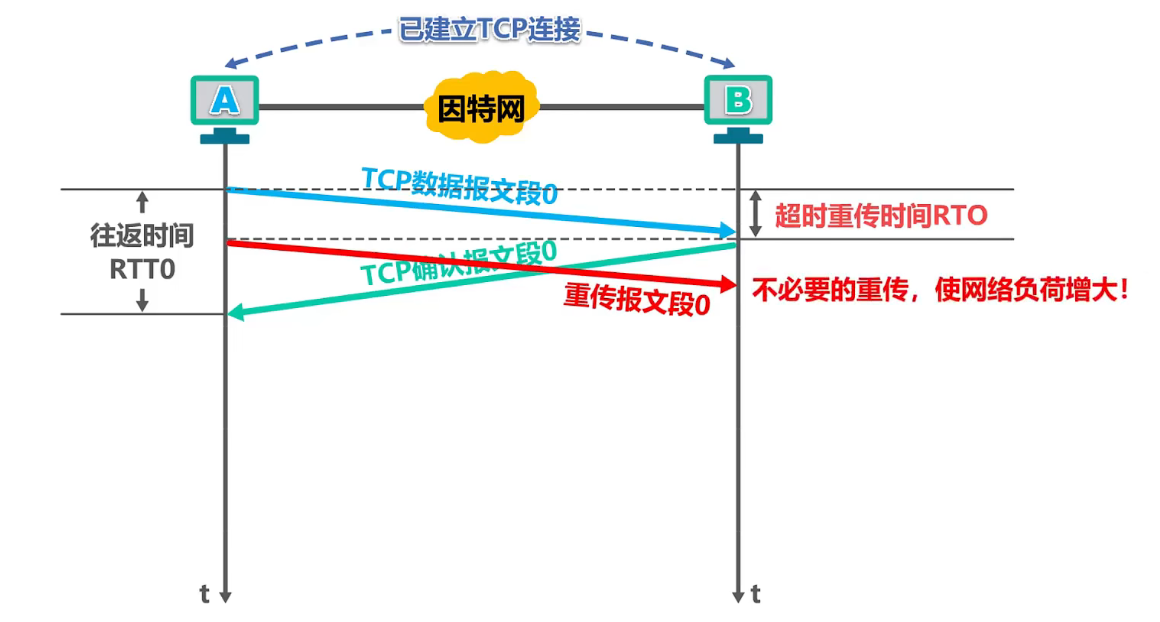 已建立TCP连接
A
因特网
B
TCP数据报文段0
超时重传时间RTO
往返时间
RTT0
TCP确认报文段0
重传报文段0
不必要的重传，使网络负荷增大！
t
t